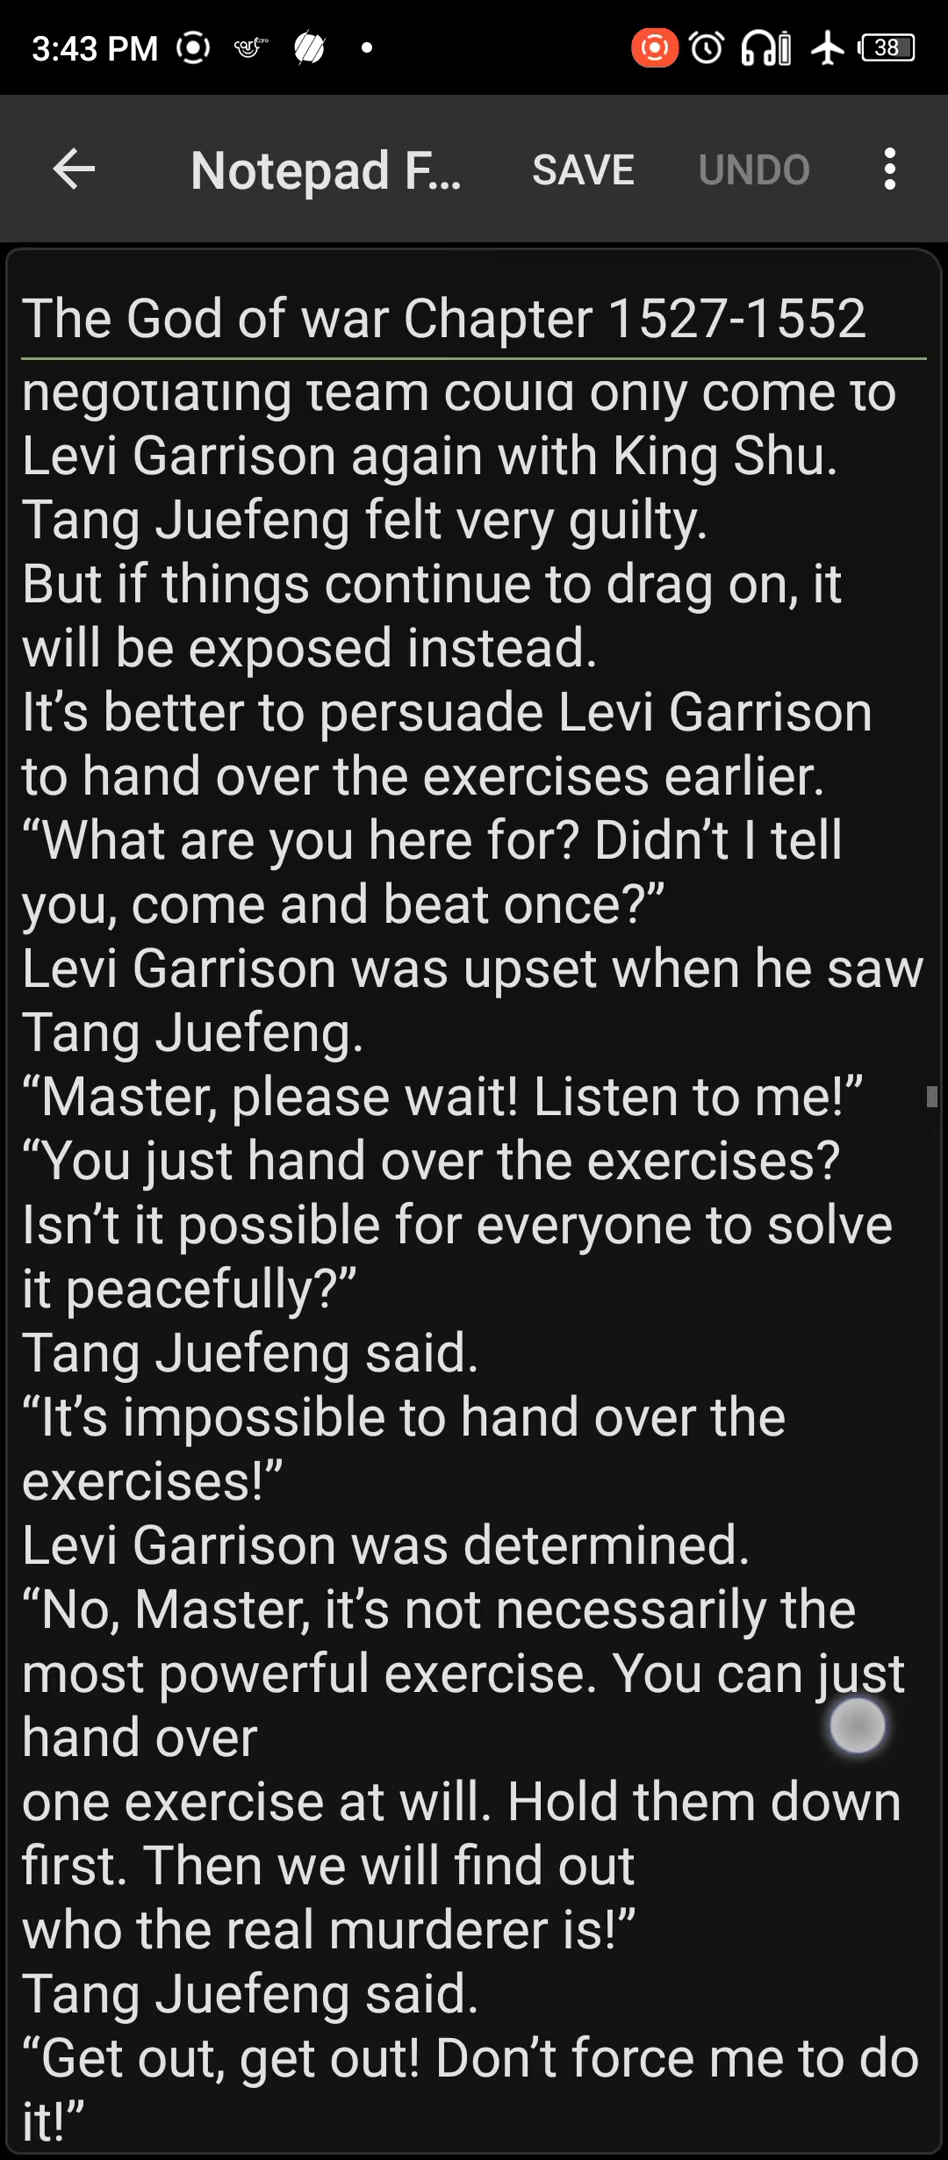 3:43 PM
38
Notepad F... SAVE UNDO
The God of war Chapter 1527-1552
negotiating team could only come to
Levi Garrison again with King Shu.
Tang Juefeng felt very guilty.
But if things continue to drag on, it
will be exposed instead.
It’s better to persuade Levi Garrison
to hand over the exercises earlier.
“What are you here for? Didn’t I tell
you, come and beat once?”
Levi Garrison was upset when he saw
Tang Juefeng.
“Master, please wait! Listen to me!”
“You just hand over the exercises?
Isn’t it possible for everyone to solve
it peacefully?”
Tang Juefeng said.
“It’s impossible to hand over the
exercises!”
Levi Garrison was determined.
“No, Master, it’s not necessarily the
most powerful exercise. You can just
hand over
one exercise at will. Hold them down
first. Then we will find out
who the real murderer is!”
Tang Juefeng said.
“Get out, get out! Don’t force me to do
it!”